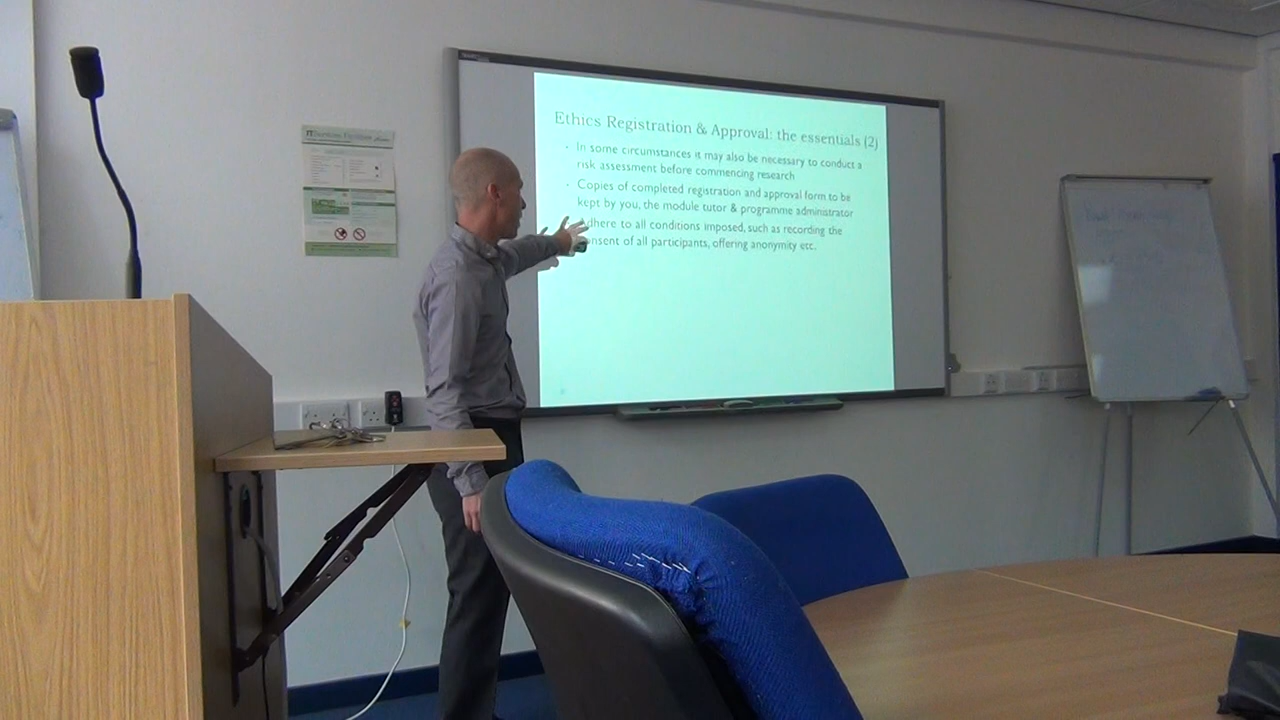 Ethics Registration & Approval: the essentials (2)
In some circumstances it may also be necessary to conduct a
risk assessment before commencing research
Copies of completed registration and approval form to be
kept by you, the module tutor & programme administrator
dhere to all conditions imposed, such as recording the
onsent of all participants, offering anonymity etc.